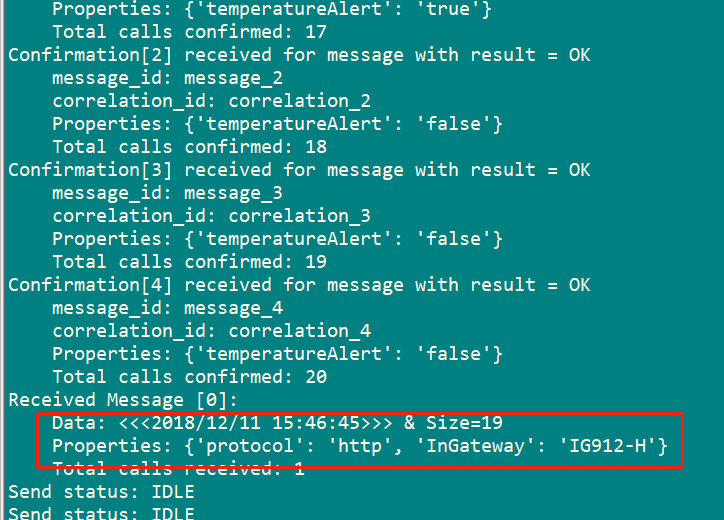 Properties: {'temperatureAlert': 'true'}
Total calls confirmed: 17
Confirmation[2] received for message with result = OK
message_id: message_2
correlation_id: correlation_2
Properties: {'temperatureAlert': 'false'}
Total calls confirmed: 18
Confirmation[3] received for message with result = OK
message_id: message_3
correlation_id: correlation_3
Properties: {'temperatureAlert': 'false'}
Total calls confirmed: 19
Confirmation[4] received for message with result = OK
message_id: message_4
correlation_id: correlation_4
Properties: {'temperatureAlert': 'false'}
Total calls confirmed: 20
Received Message [0]:
Data: <<<2018/12/11 15:46:45>>> & Size=19
Properties: {'protocol': 'http', 'InGateway': 'IG912-H'}
Total calls received: 1
Send status: IDLE
Send status: IDLE